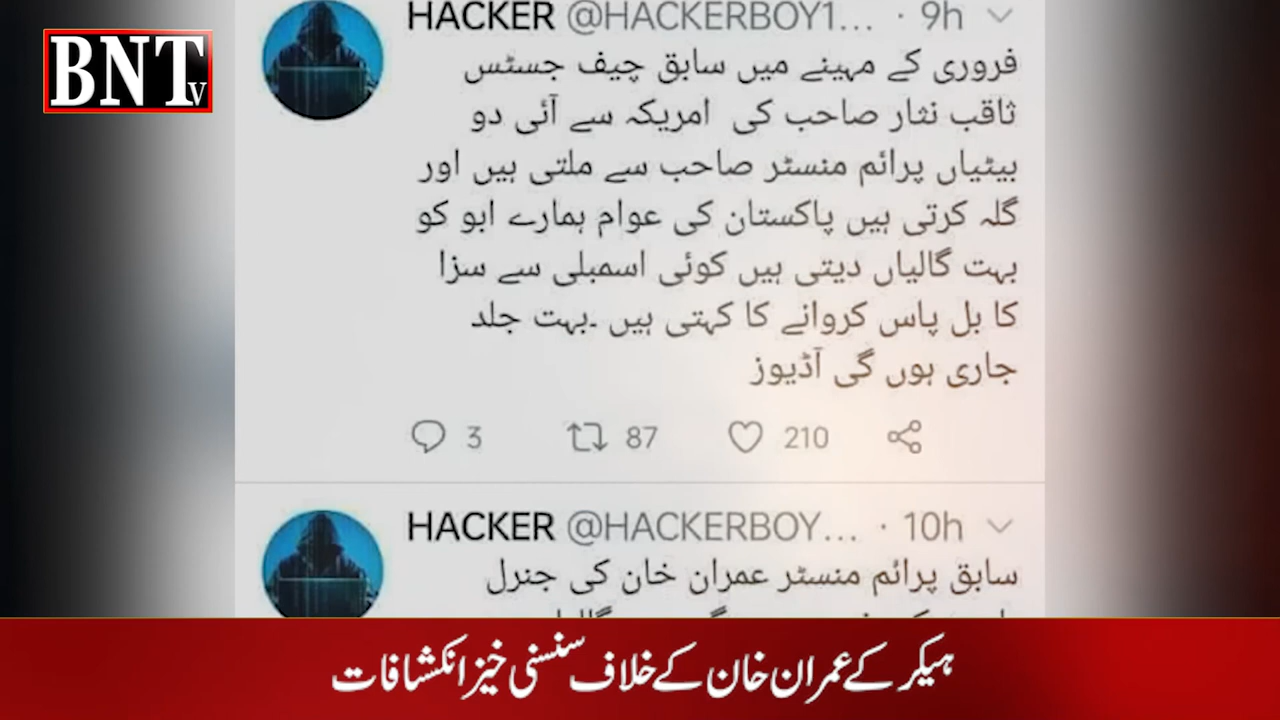 BNT TV
HACKER @HACKERBOY1... · 9h
فروری کے مہینے میں سابق چیف جسٹس
ثاقب نثار صاحب کی امریکہ سے آئی دو
بیٹیاں پرائم منسٹر صاحب سے ملتی ہیں اور
گلہ کرتی ہیں پاکستان کی عوام ہمارے ابو کو
بہت گالیاں دیتی ہیں کوئی اسمبلی سے سزا
کا بل پاس کروانے کا کہتی ہیں ۔بہت جلد
جاری ہوں گی آڈیوز
3 87 210
HACKER @HACKERBOY... · 10h
سابق پرائم منسٹر عمران خان کی جنرل
ہیکر کے عمران خان کے خلاف سنسنی خیز انکشافات